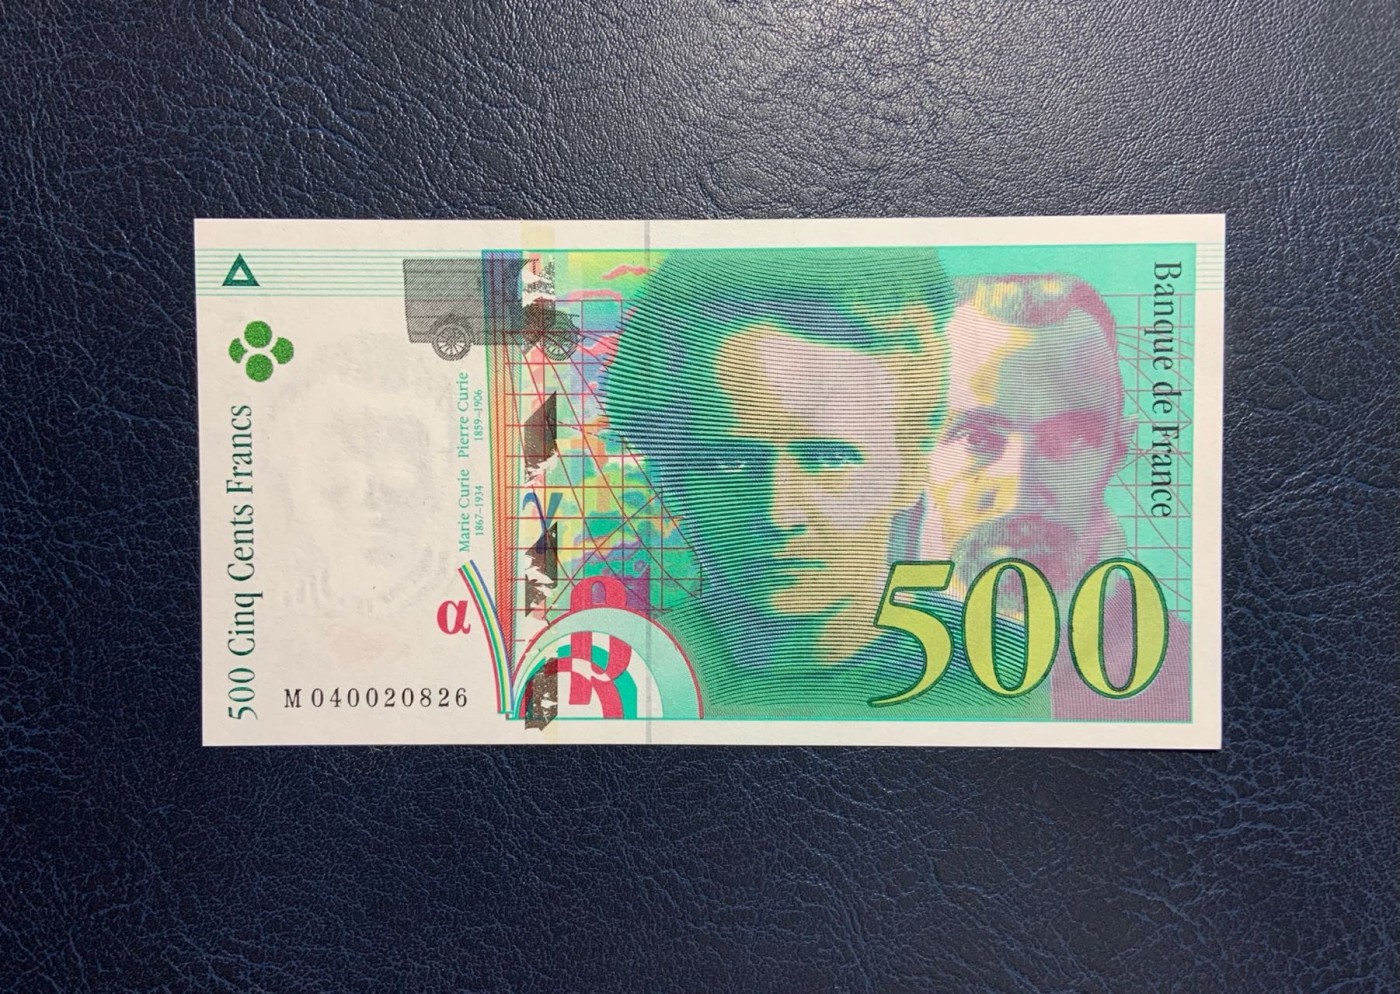 500 Cinq Cents Francs
M 040020826
Marie Curie Pierre Curie
1867-1934 1859-1906
α
γ
β
Banque de France
500